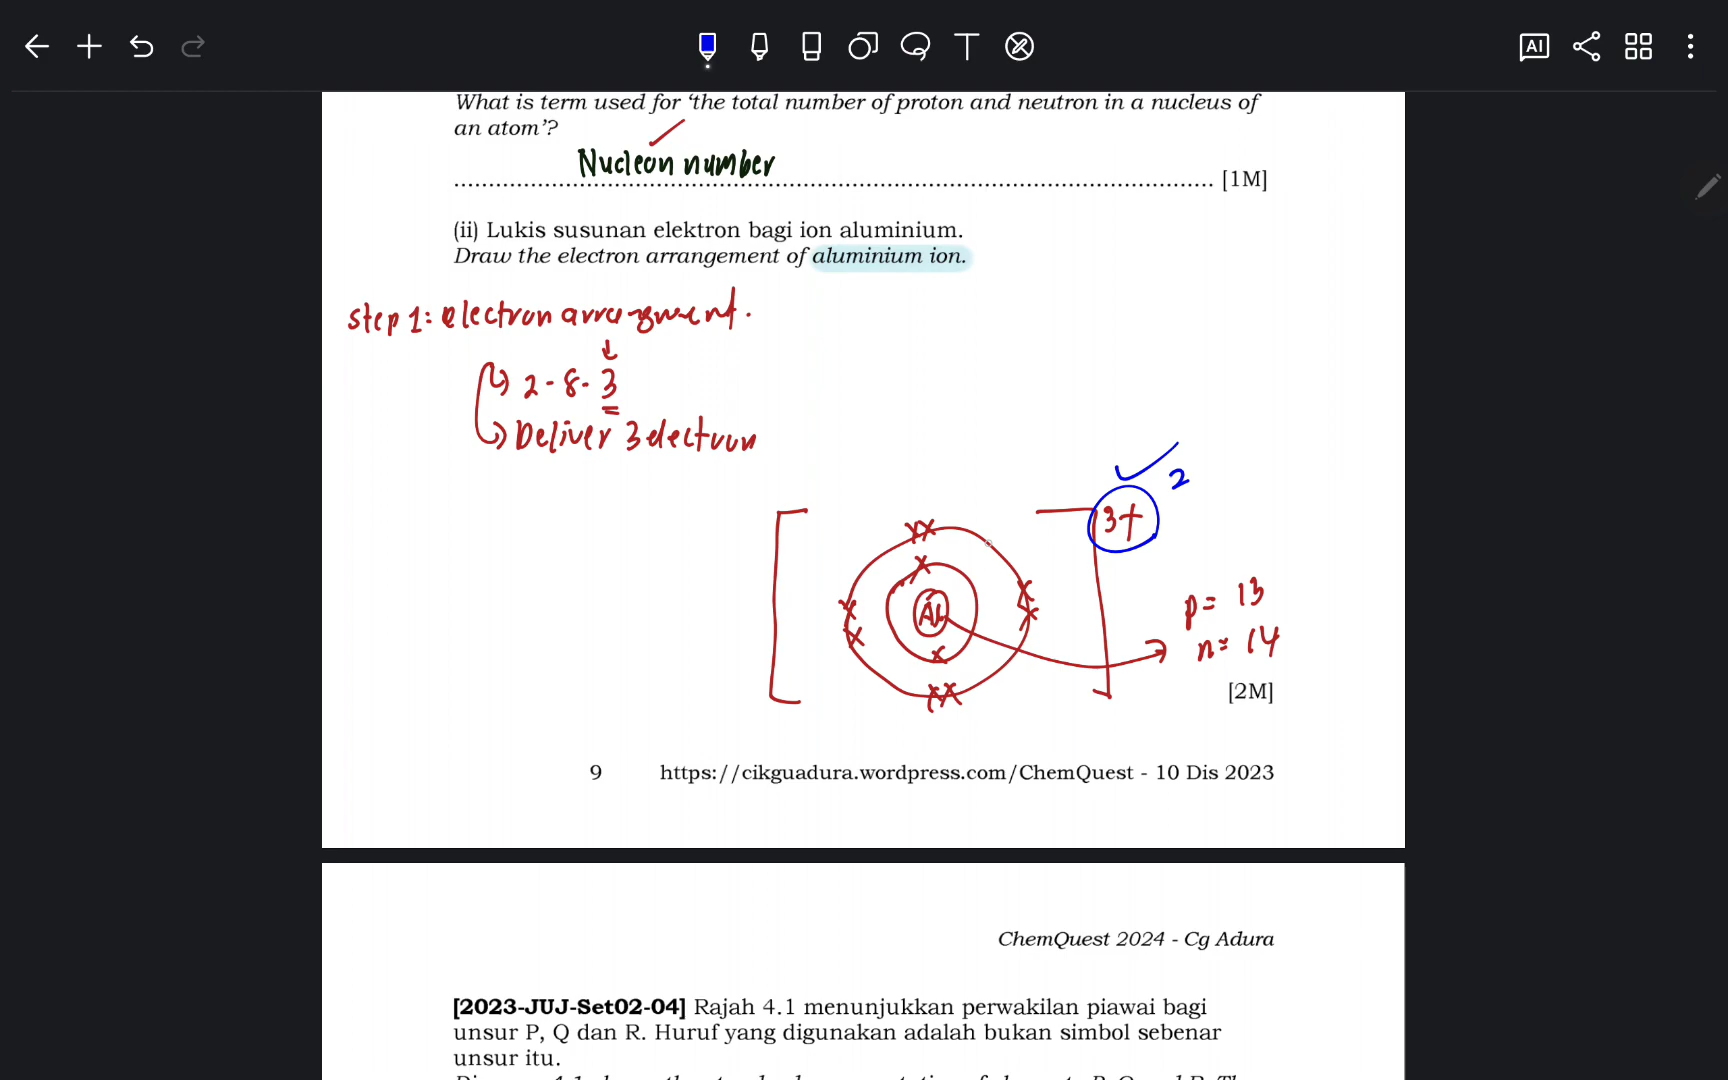 AI
What is term used for ‘the total number of proton and neutron in a nucleus of
an atom’?
Nucleon number
........................................................................................................ [1M]
(ii) Lukis susunan elektron bagi ion aluminium.
Draw the electron arrangement of aluminium ion.
step 1: electron arrangment.
2 - 8 - 3
Deliver 3 electron
2
3+
Al
p = 13
n = 14
[2M]
9 https://cikguadura.wordpress.com/ChemQuest - 10 Dis 2023
ChemQuest 2024 - Cg Adura
[2023-JUJ-Set02-04] Rajah 4.1 menunjukkan perwakilan piawai bagi
unsur P, Q dan R. Huruf yang digunakan adalah bukan simbol sebenar
unsur itu.